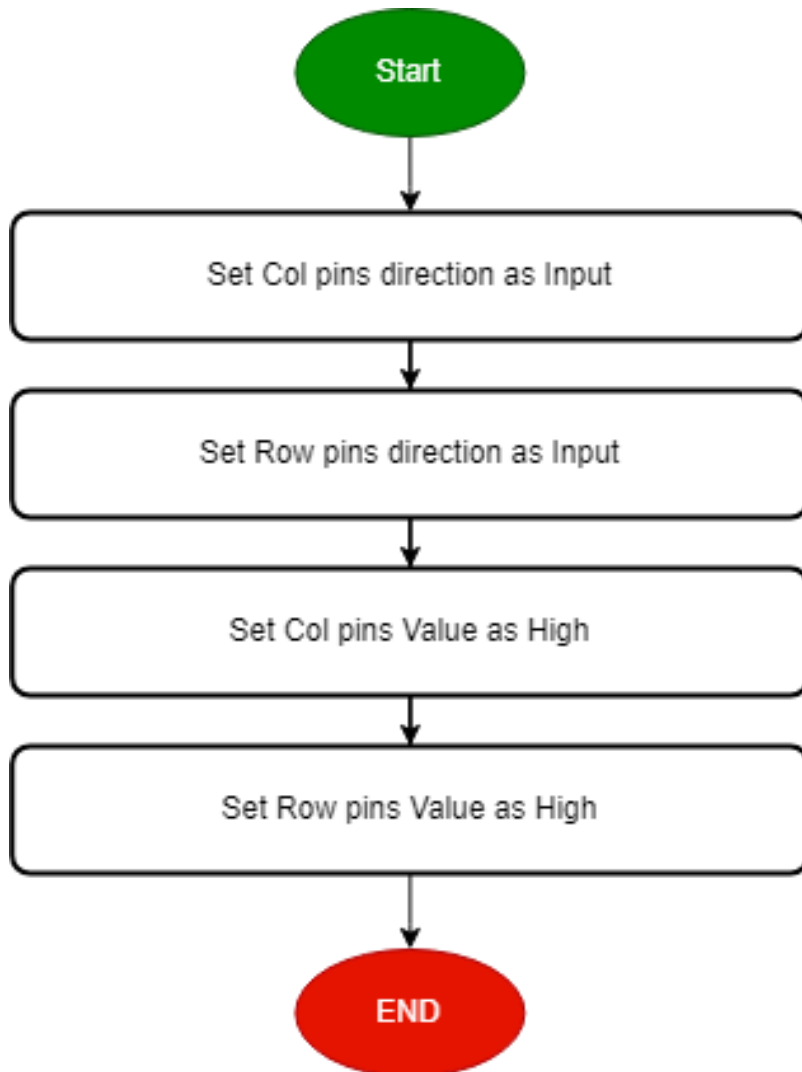 Start
Set Col pins direction as Input
Set Row pins direction as Input
Set Col pins Value as High
Set Row pins Value as High
END